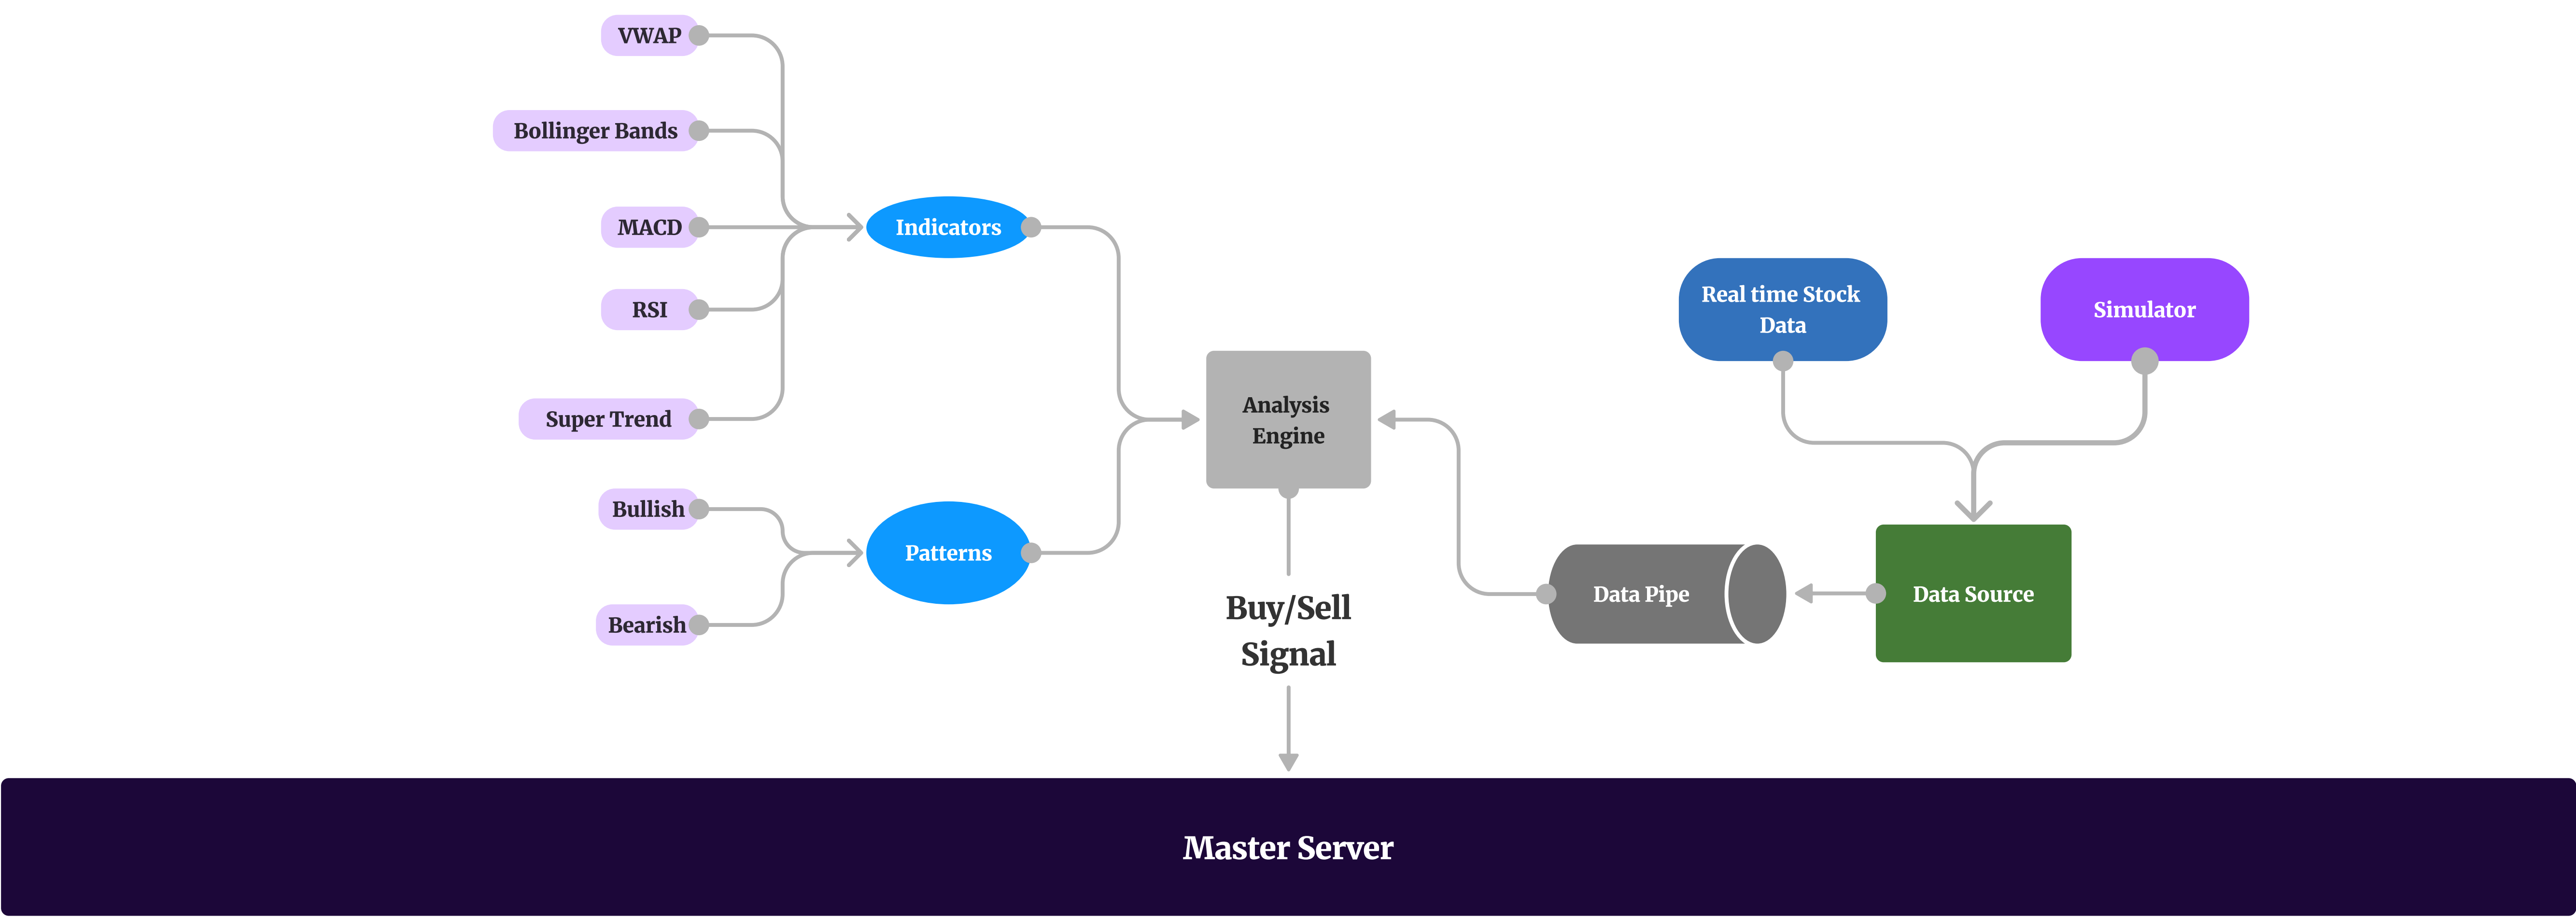 VWAP
Bollinger Bands
MACD
RSI
Super Trend
Bullish
Bearish
Indicators
Patterns
Analysis
Engine
Buy/Sell
Signal
Real time Stock
Data
Simulator
Data Pipe
Data Source
Master Server